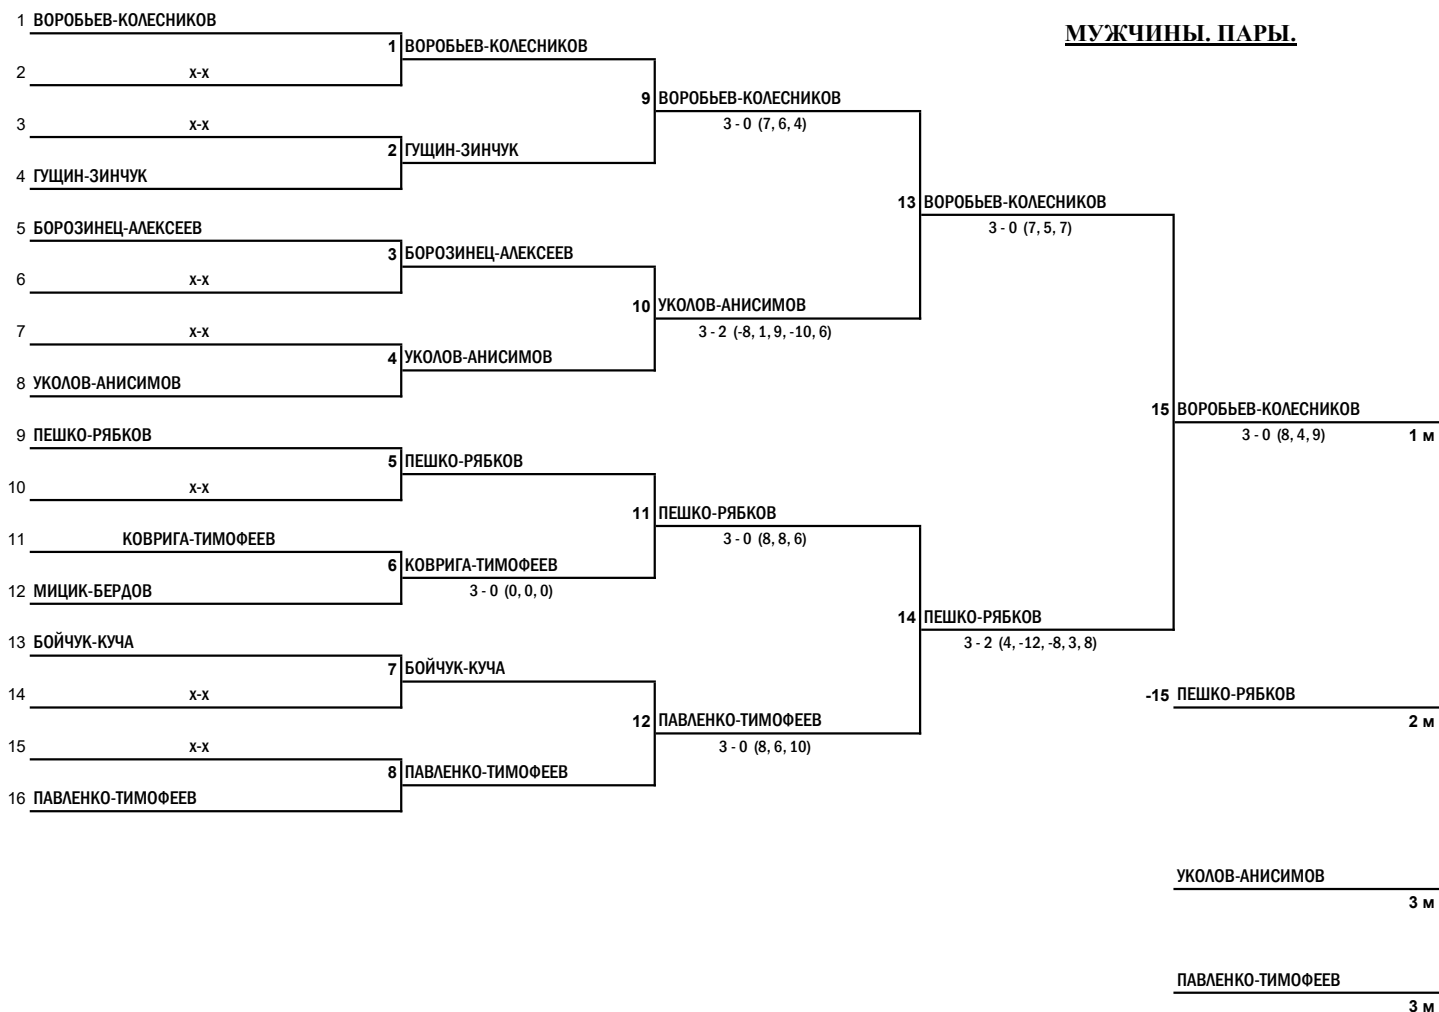 МУЖЧИНЫ. ПАРЫ.
1 ВОРОБЬЕВ-КОЛЕСНИКОВ
1 ВОРОБЬЕВ-КОЛЕСНИКОВ
2 х-х
9 ВОРОБЬЕВ-КОЛЕСНИКОВ
3 х-х
3 - 0 (7, 6, 4)
2 ГУЩИН-ЗИНЧУК
4 ГУЩИН-ЗИНЧУК
13 ВОРОБЬЕВ-КОЛЕСНИКОВ
5 БОРОЗИНЕЦ-АЛЕКСЕЕВ
3 - 0 (7, 5, 7)
3 БОРОЗИНЕЦ-АЛЕКСЕЕВ
6 х-х
10 УКОЛОВ-АНИСИМОВ
7 х-х
3 - 2 (-8, 1, 9, -10, 6)
4 УКОЛОВ-АНИСИМОВ
8 УКОЛОВ-АНИСИМОВ
15 ВОРОБЬЕВ-КОЛЕСНИКОВ
9 ПЕШКО-РЯБКОВ
3 - 0 (8, 4, 9) 1 м
5 ПЕШКО-РЯБКОВ
10 х-х
11 ПЕШКО-РЯБКОВ
11 КОВРИГА-ТИМОФЕЕВ
3 - 0 (8, 8, 6)
6 КОВРИГА-ТИМОФЕЕВ
12 МИЦИК-БЕРДОВ
3 - 0 (0, 0, 0)
14 ПЕШКО-РЯБКОВ
13 БОЙЧУК-КУЧА
3 - 2 (4, -12, -8, 3, 8)
7 БОЙЧУК-КУЧА
14 х-х
-15 ПЕШКО-РЯБКОВ
12 ПАВЛЕНКО-ТИМОФЕЕВ
2 м
15 х-х
3 - 0 (8, 6, 10)
8 ПАВЛЕНКО-ТИМОФЕЕВ
16 ПАВЛЕНКО-ТИМОФЕЕВ
УКОЛОВ-АНИСИМОВ
3 м
ПАВЛЕНКО-ТИМОФЕЕВ
3 м